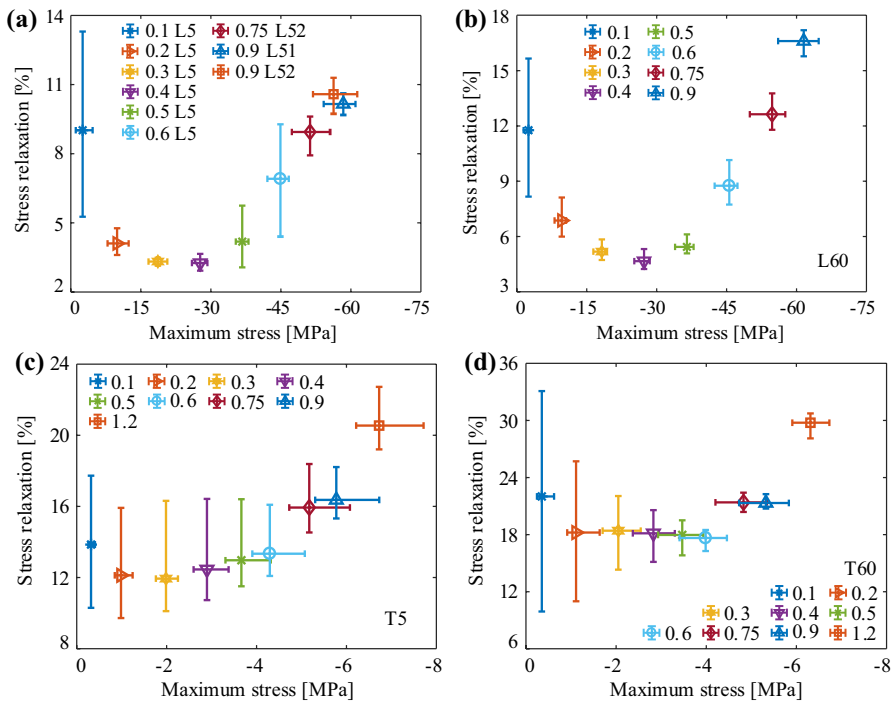 (a)
14
11
8
5
2
Stress relaxation [%]
0.1 L5
0.2 L5
0.3 L5
0.4 L5
0.5 L5
0.6 L5
0.75 L52
0.9 L51
0.9 L52
0 -15 -30 -45 -60 -75
Maximum stress [MPa]
(b)
18
15
12
9
6
3
Stress relaxation [%]
0.1
0.2
0.3
0.4
0.5
0.6
0.75
0.9
L60
0 -15 -30 -45 -60 -75
Maximum stress [MPa]
(c)
24
20
16
12
8
Stress relaxation [%]
0.1 0.2 0.3 0.4
0.5 0.6 0.75 0.9
1.2
T5
0 -2 -4 -6 -8
Maximum stress [MPa]
(d)
36
30
24
18
12
6
Stress relaxation [%]
T60
0.1 0.2
0.3 0.4 0.5
0.6 0.75 0.9 1.2
0 -2 -4 -6 -8
Maximum stress [MPa]